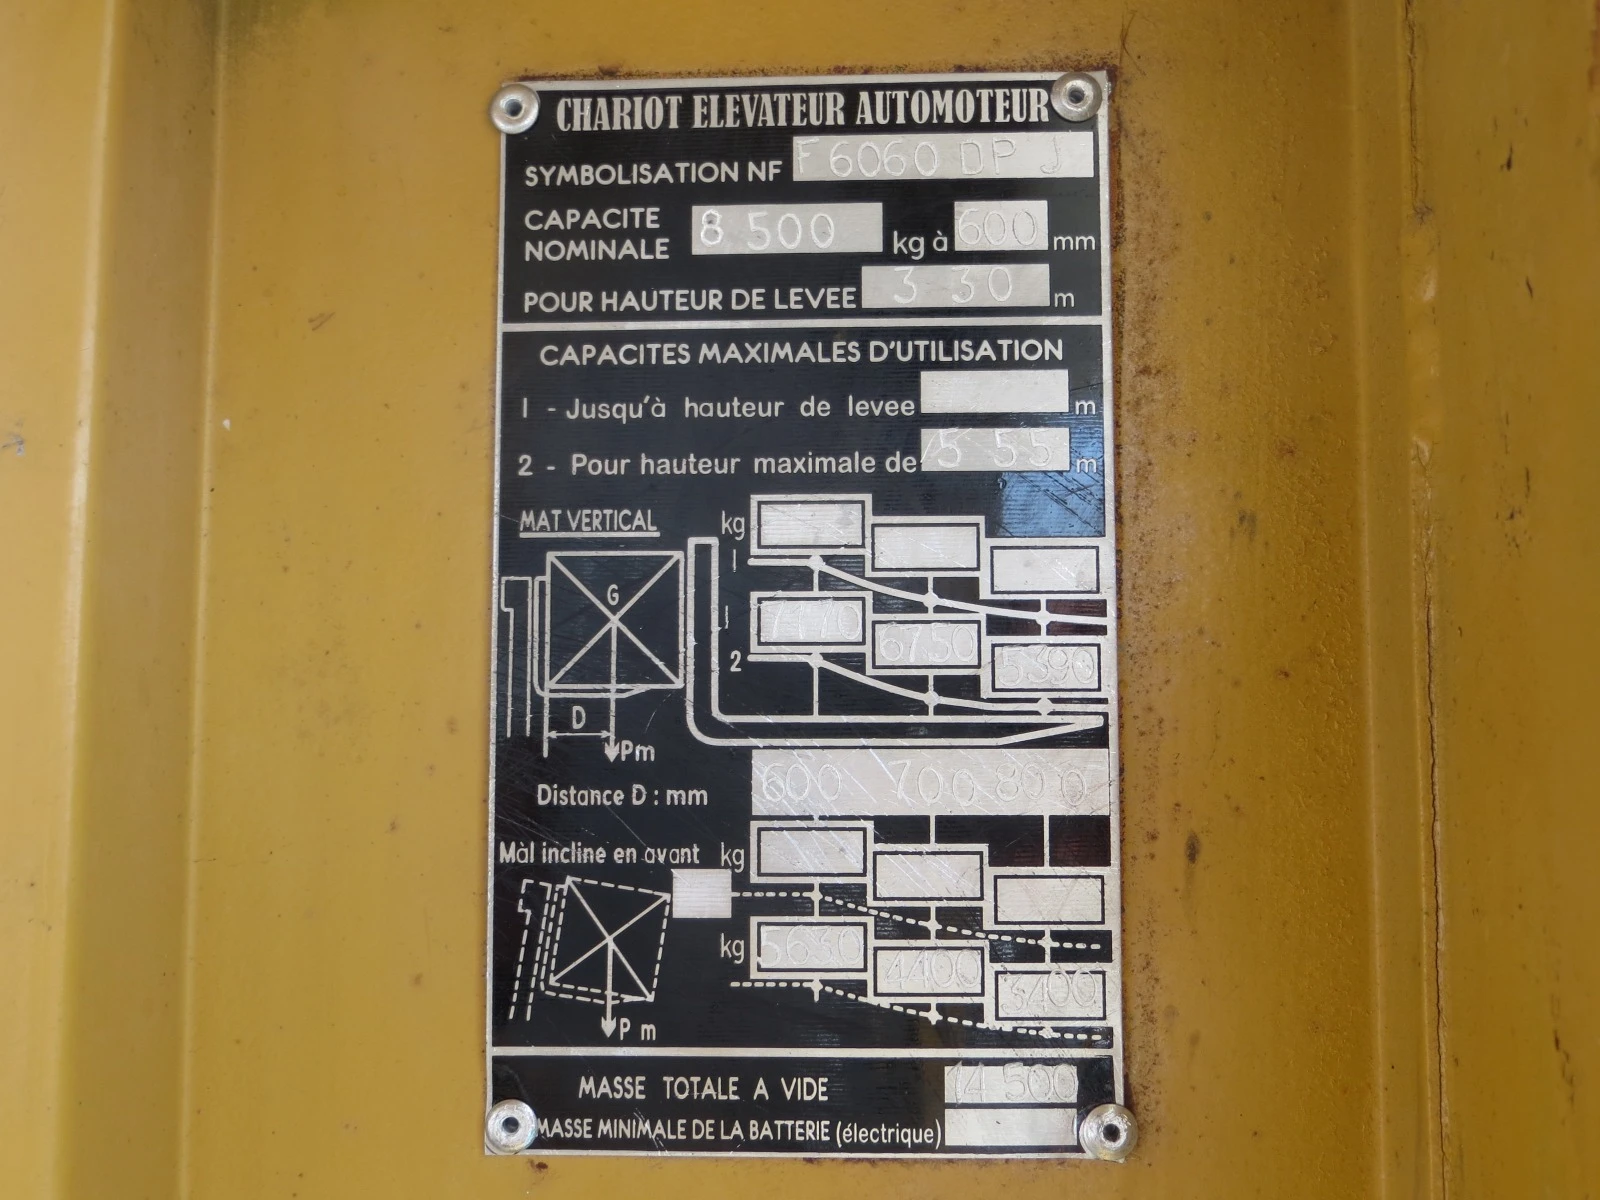 CHARIOT ELEVATEUR AUTOMOTEUR
SYMBOLISATION NF F 6060 DP J
CAPACITE NOMINALE 8 500 kg à 600 mm
POUR HAUTEUR DE LEVEE 3 30 m
CAPACITES MAXIMALES D'UTILISATION
1 - Jusqu'à hauteur de levee m
2 - Pour hauteur maximale de 5 55 m
MAT VERTICAL kg
1
G 7170 6750 5390
2
D
Pm
Distance D : mm 600 700 800
Màl incline en avant kg
kg 5630 4400 3400
P m
MASSE TOTALE A VIDE 14 500
MASSE MINIMALE DE LA BATTERIE (électrique)